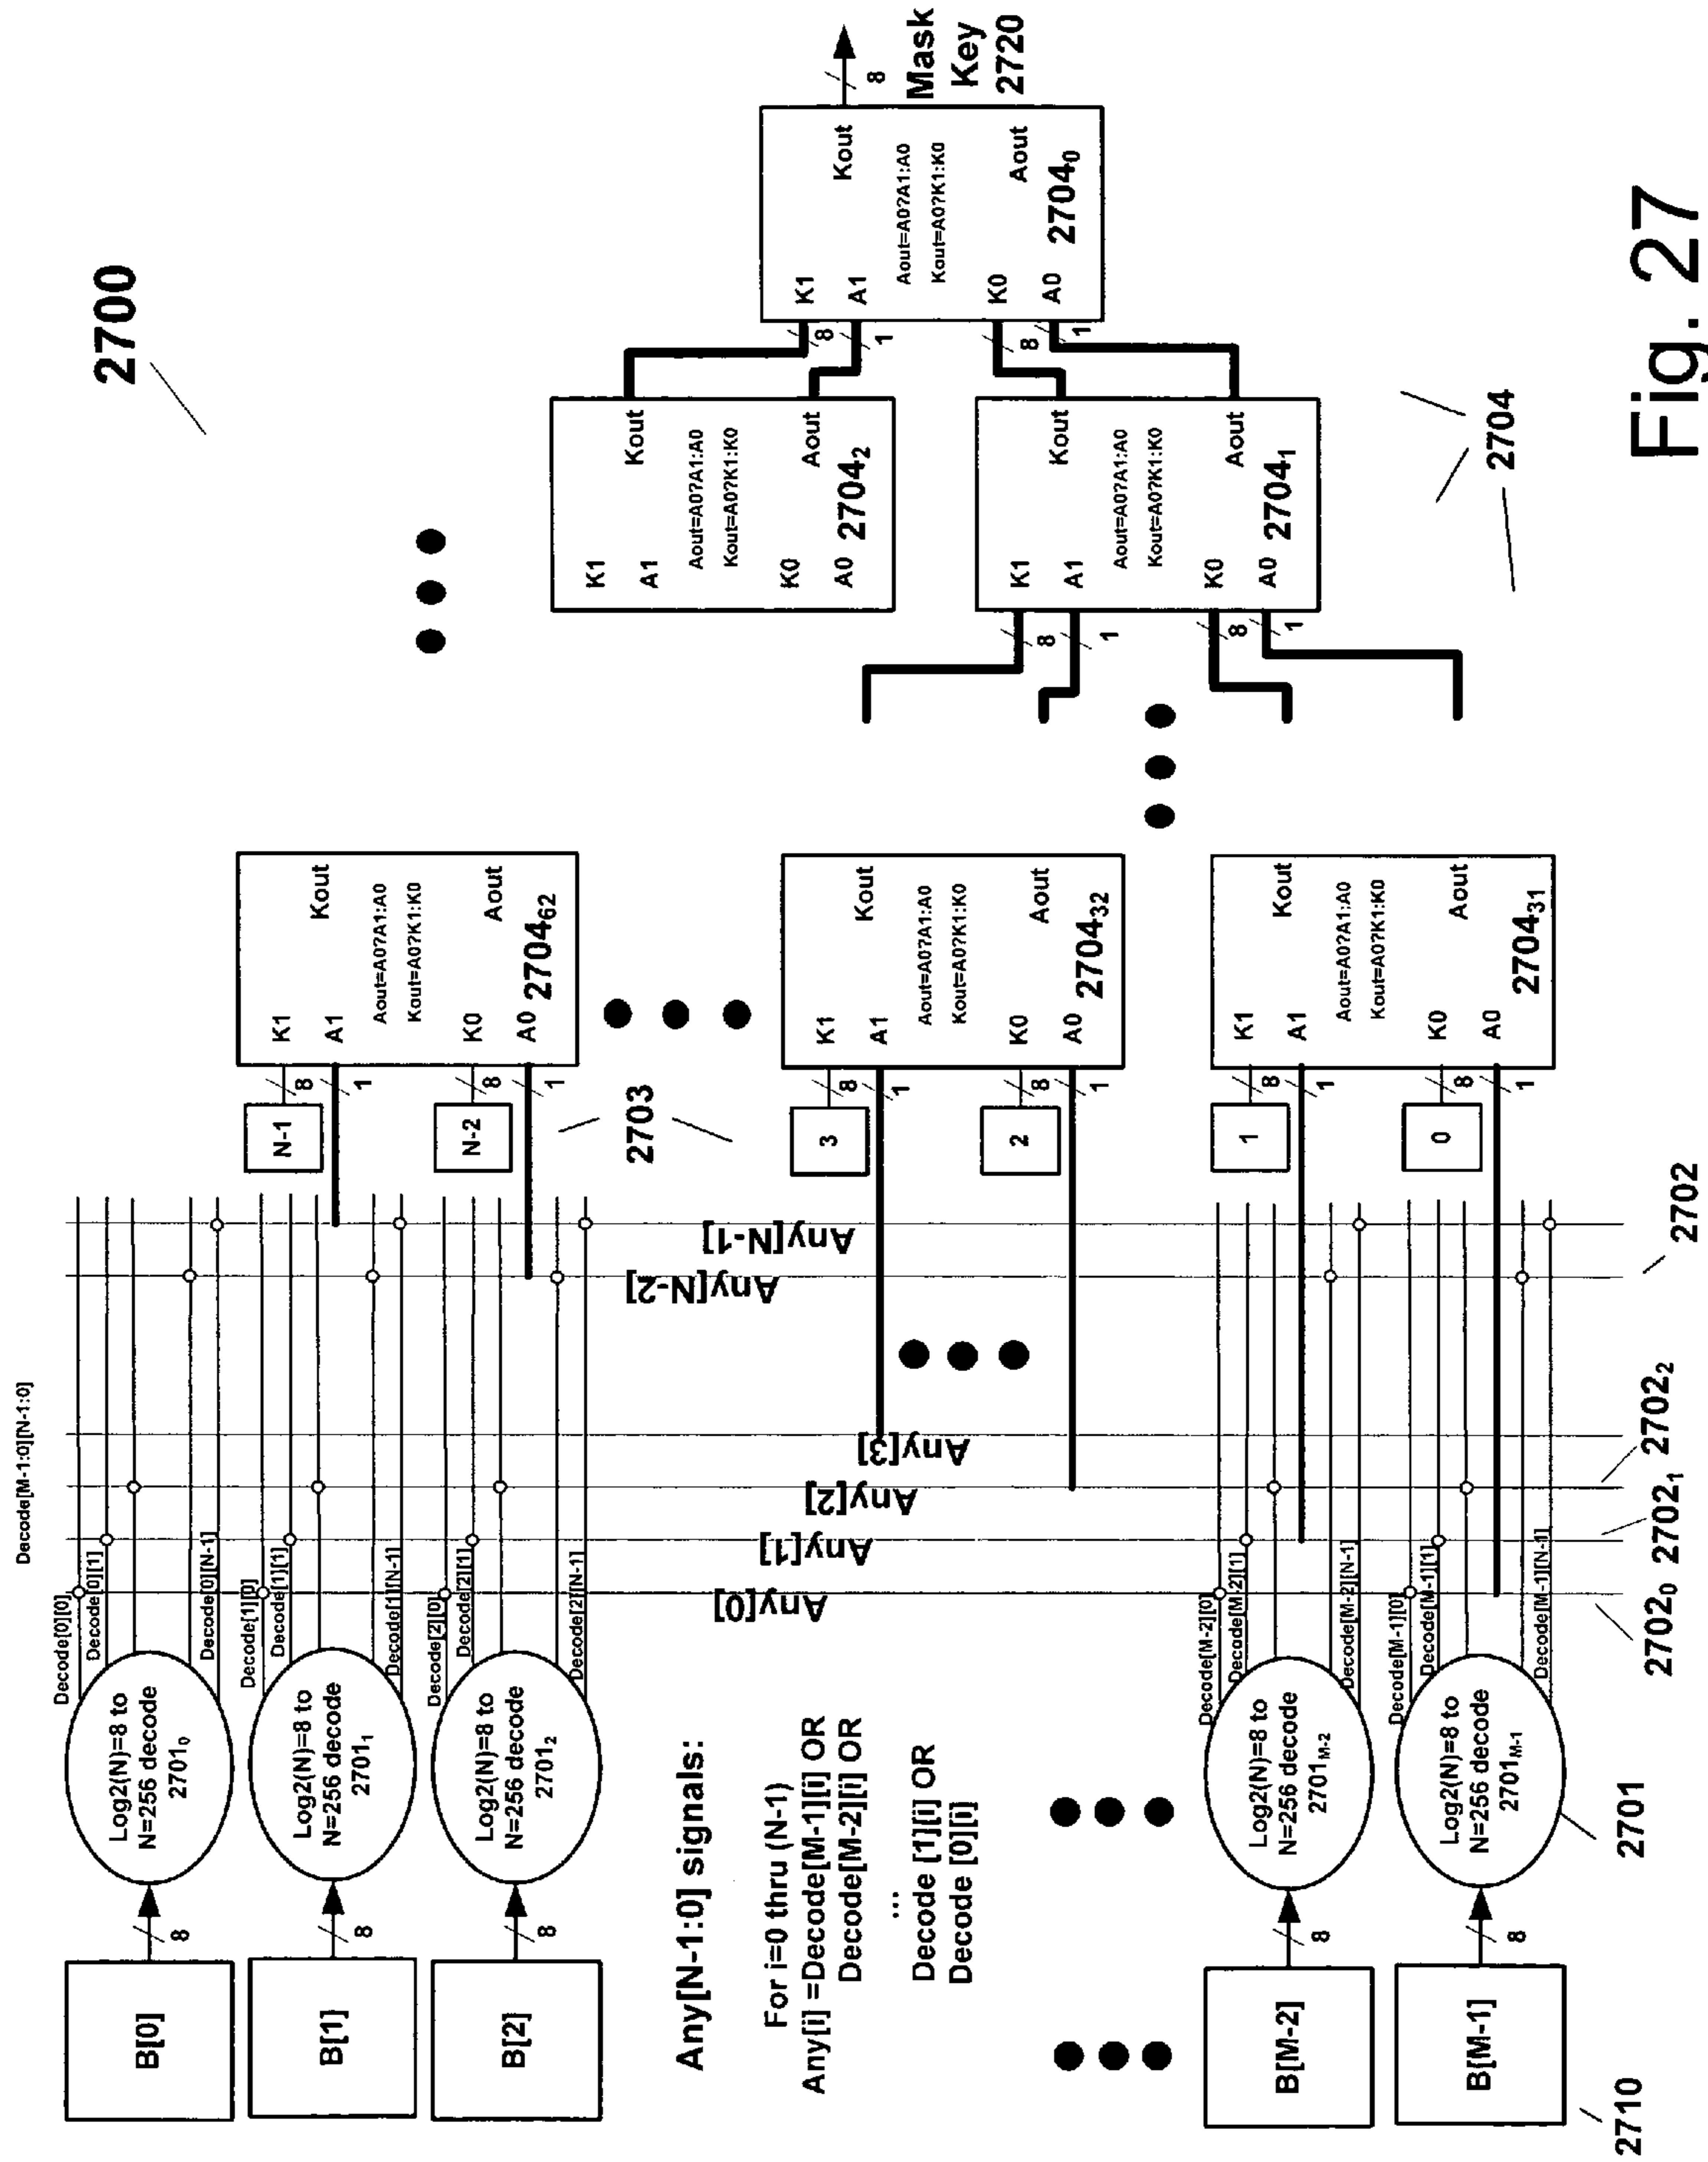 2700
Decode[M-1:0][N-1:0]
B[0]
8
Log2(N)=8 to
N=256 decode
2701₀
Decode[0][0]
Decode[0][1]
Decode[0][N-1]
B[1]
8
Log2(N)=8 to
N=256 decode
2701₁
Decode[1][0]
Decode[1][1]
Decode[1][N-1]
B[2]
8
Log2(N)=8 to
N=256 decode
2701₂
Decode[2][0]
Decode[2][1]
Decode[2][N-1]
Any[N-1:0] signals:
For i=0 thru (N-1)
Any[i] =Decode[M-1][i] OR
Decode[M-2][i] OR
...
Decode [1][i] OR
Decode [0][i]
B[M-2]
8
Log2(N)=8 to
N=256 decode
2701M-2
Decode[M-2][0]
Decode[M-2][1]
Decode[M-2][N-1]
B[M-1]
8
Log2(N)=8 to
N=256 decode
2701M-1
Decode[M-1][0]
Decode[M-1][1]
Decode[M-1][N-1]
2710
2701
Any[0]
Any[1]
Any[2]
Any[3]
Any[N-2]
Any[N-1]
2702₀
2702₁
2702₂
2702
N-1
8
1
N-2
8
1
K1
A1
Kout
Aout=A0?A1:A0
Kout=A0?K1:K0
K0
A0
Aout
2704₆₂
2703
3
8
1
2
8
1
K1
A1
Kout
Aout=A0?A1:A0
Kout=A0?K1:K0
K0
A0
Aout
2704₃₂
1
8
1
0
8
1
K1
A1
Kout
Aout=A0?A1:A0
Kout=A0?K1:K0
K0
A0
Aout
2704₃₁
K1
A1
Kout
Aout=A0?A1:A0
Kout=A0?K1:K0
K0
A0
Aout
2704₂
8
1
8
1
K1
A1
Kout
Aout=A0?A1:A0
Kout=A0?K1:K0
K0
A0
Aout
2704₁
8
1
8
1
K1
A1
Kout
Aout=A0?A1:A0
Kout=A0?K1:K0
K0
A0
Aout
2704₀
8
Mask
Key
2720
2704
Fig. 27